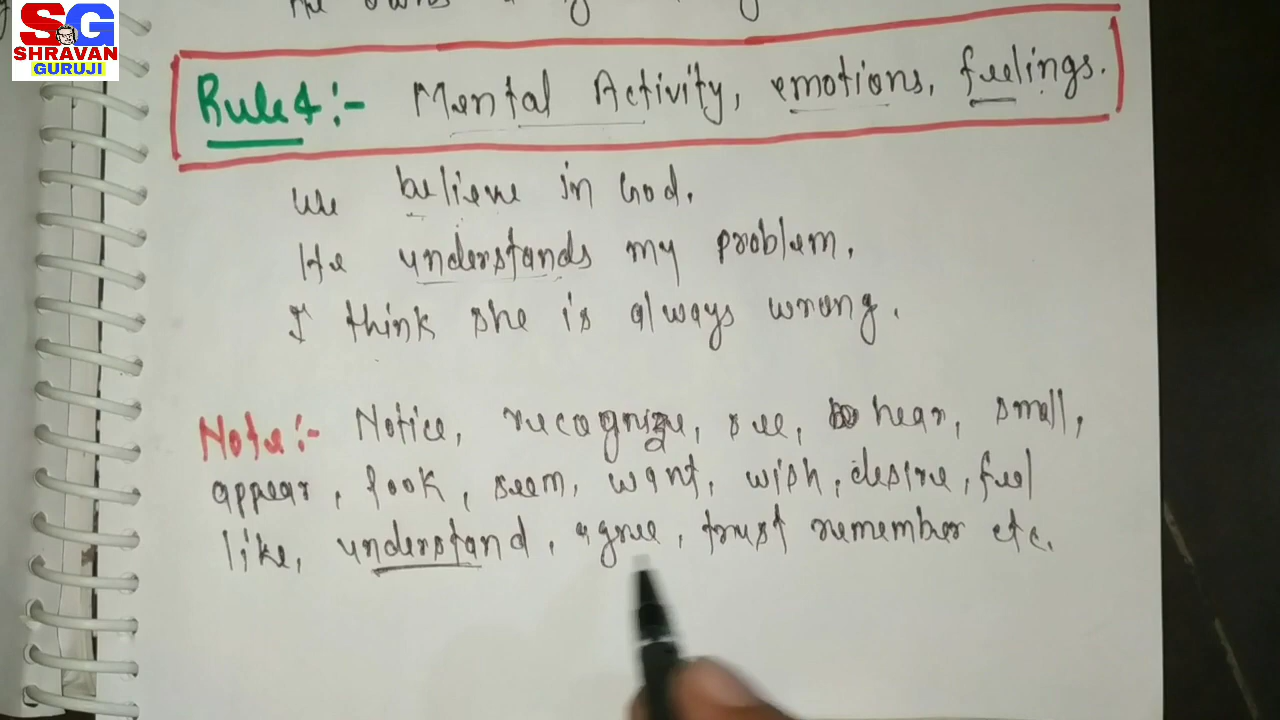 SG
SHRAVAN
GURUJI
Rule4:- Mental Activity, emotions, feelings.
We believe in God.
He understands my problem.
I think she is always wrong.
Note:- Notice, recognize, see, hear, smell,
appear, look, seem, want, wish, desire, feel
like, understand, agree, trust remember etc.